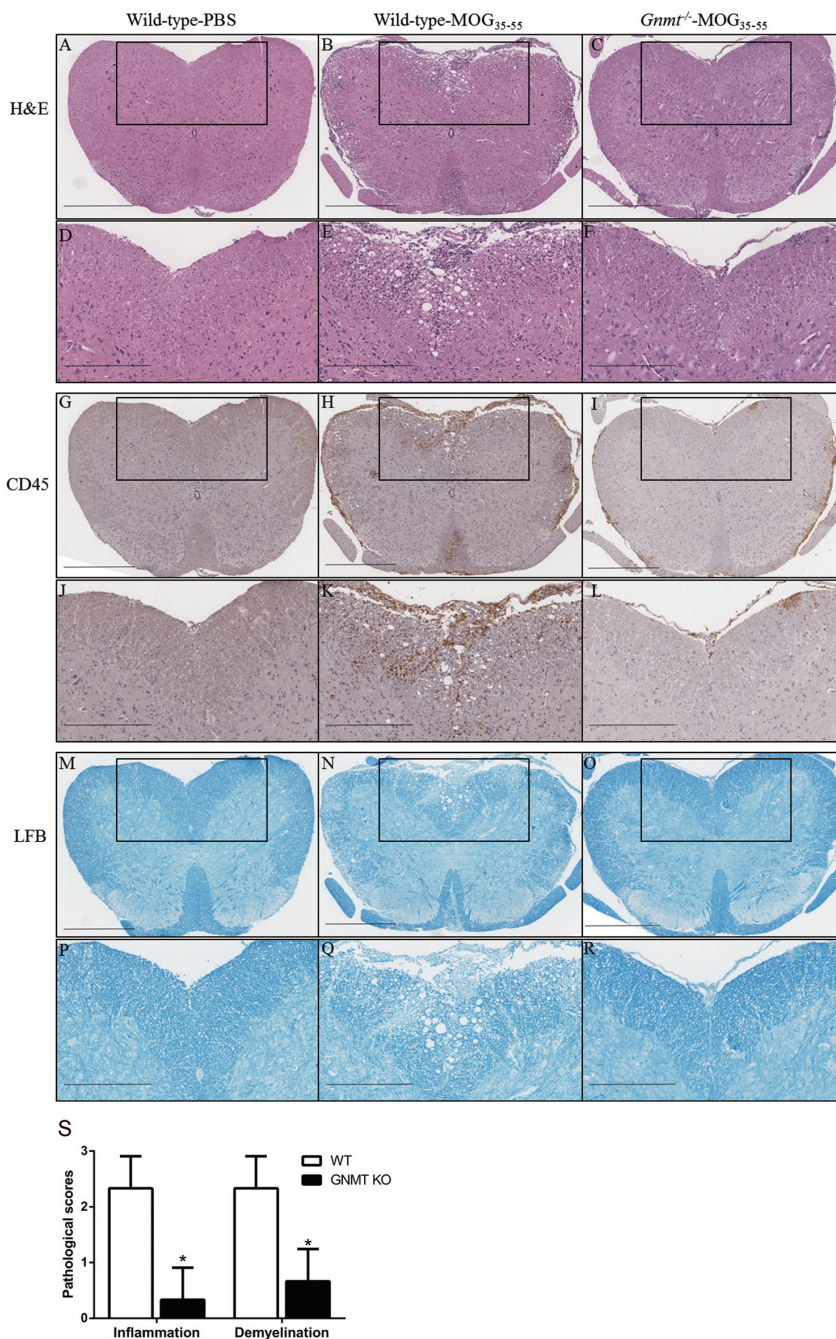 Wild-type-PBS Wild-type-MOG35-55 Gnmt-/--MOG35-55
A B C
H&E
D E F
G H I
CD45
J K L
M N O
LFB
P Q R
S
3
WT
GNMT KO
2
Pathological scores
1
* *
0
Inflammation Demyelination